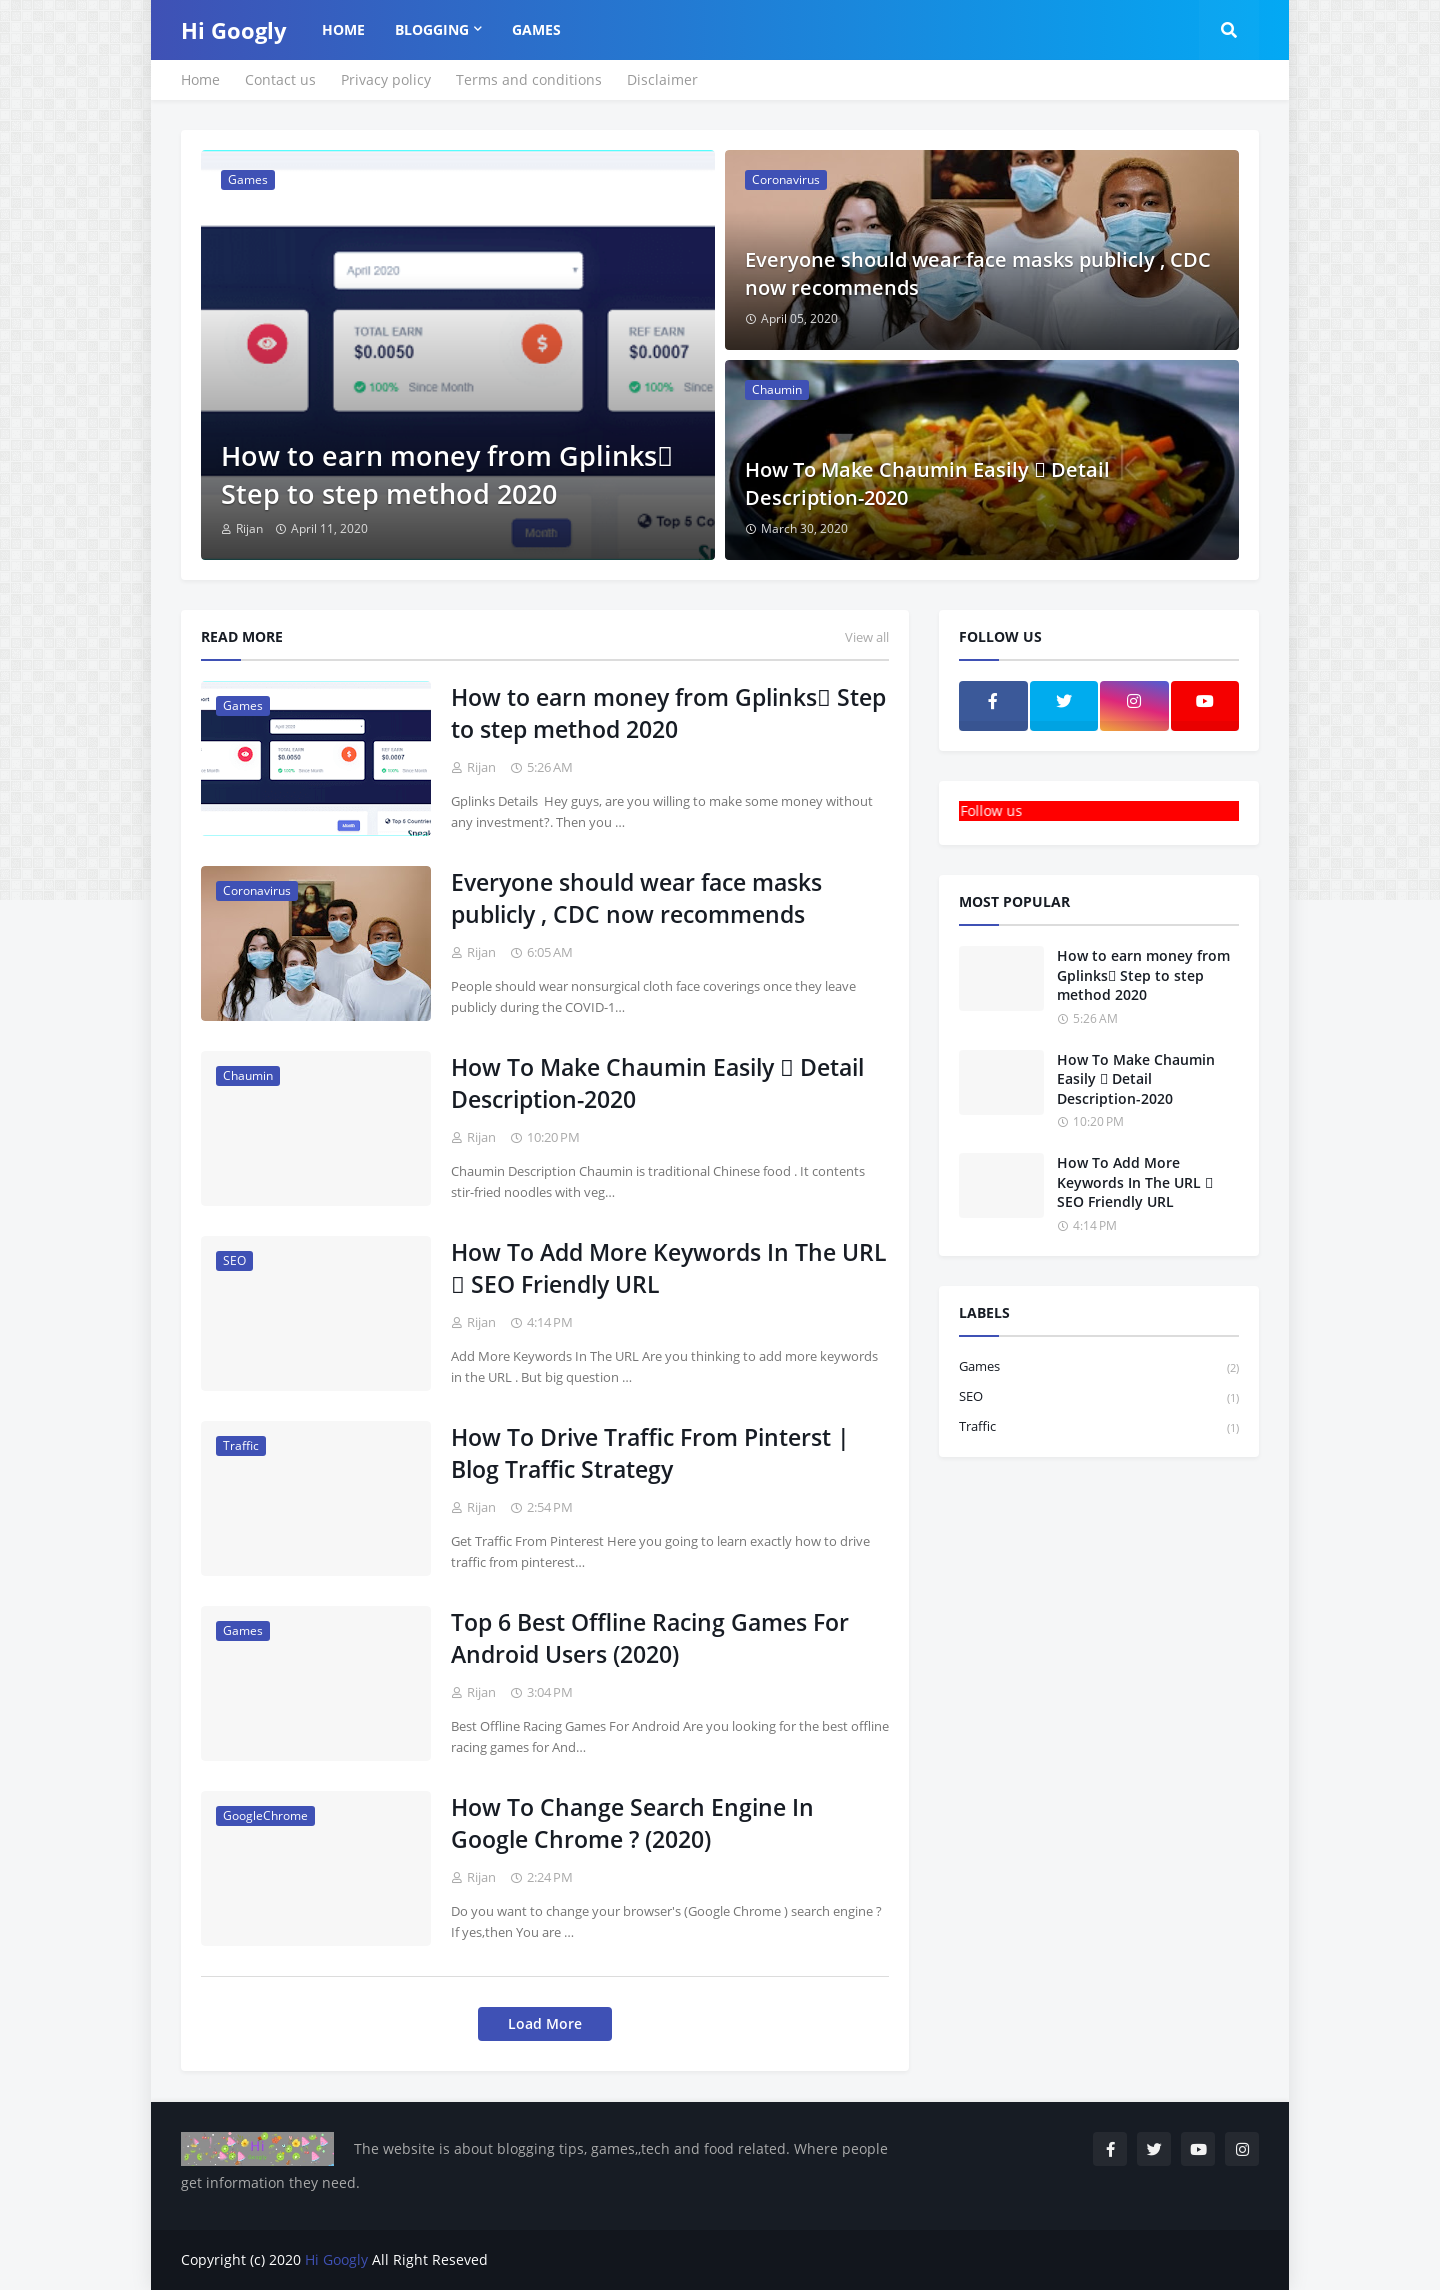 Hi Googly
HOME
BLOGGING
GAMES
Home
Contact us
Privacy policy
Terms and conditions
Disclaimer
Games
April 2020
TOTAL EARN
$0.0050
100% Since Month
REF EARN
$0.0007
100% Since
Top 5 Co
Month
How to earn money from Gplinks▯
Step to step method 2020
Rijan
April 11, 2020
Coronavirus
Everyone should wear face masks publicly , CDC
now recommends
April 05, 2020
Chaumin
How To Make Chaumin Easily ▯ Detail
Description-2020
March 30, 2020
READ MORE
View all
Games
How to earn money from Gplinks▯ Step
to step method 2020
Rijan
5:26 AM
Gplinks Details  Hey guys, are you willing to make some money without
any investment?. Then you …
Coronavirus
Everyone should wear face masks
publicly , CDC now recommends
Rijan
6:05 AM
People should wear nonsurgical cloth face coverings once they leave
publicly during the COVID-1…
Chaumin
How To Make Chaumin Easily ▯ Detail
Description-2020
Rijan
10:20 PM
Chaumin Description Chaumin is traditional Chinese food . It contents
stir-fried noodles with veg…
SEO
How To Add More Keywords In The URL
▯ SEO Friendly URL
Rijan
4:14 PM
Add More Keywords In The URL Are you thinking to add more keywords
in the URL . But big question …
Traffic
How To Drive Traffic From Pinterst |
Blog Traffic Strategy
Rijan
2:54 PM
Get Traffic From Pinterest Here you going to learn exactly how to drive
traffic from pinterest…
Games
Top 6 Best Offline Racing Games For
Android Users (2020)
Rijan
3:04 PM
Best Offline Racing Games For Android Are you looking for the best offline
racing games for And…
GoogleChrome
How To Change Search Engine In
Google Chrome ? (2020)
Rijan
2:24 PM
Do you want to change your browser's (Google Chrome ) search engine ?
If yes,then You are …
Load More
FOLLOW US
Follow us
MOST POPULAR
How to earn money from
Gplinks▯ Step to step
method 2020
5:26 AM
How To Make Chaumin
Easily ▯ Detail
Description-2020
10:20 PM
How To Add More
Keywords In The URL ▯
SEO Friendly URL
4:14 PM
LABELS
Games (2)
SEO (1)
Traffic (1)
Hi
The website is about blogging tips, games,,tech and food related. Where people
get information they need.
Copyright (c) 2020 Hi Googly All Right Reseved